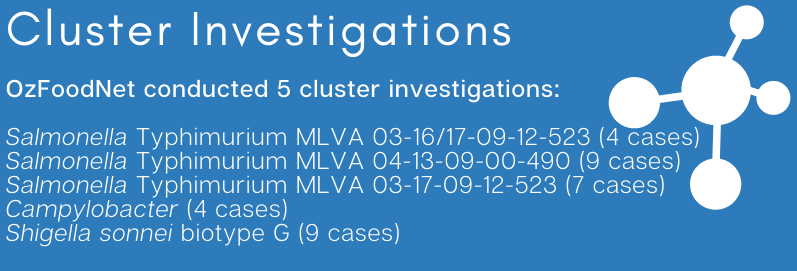 Cluster Investigations
OzFoodNet conducted 5 cluster investigations:
Salmonella Typhimurium MLVA 03-16/17-09-12-523 (4 cases)
Salmonella Typhimurium MLVA 04-13-09-00-490 (9 cases)
Salmonella Typhimurium MLVA 03-17-09-12-523 (7 cases)
Campylobacter (4 cases)
Shigella sonnei biotype G (9 cases)